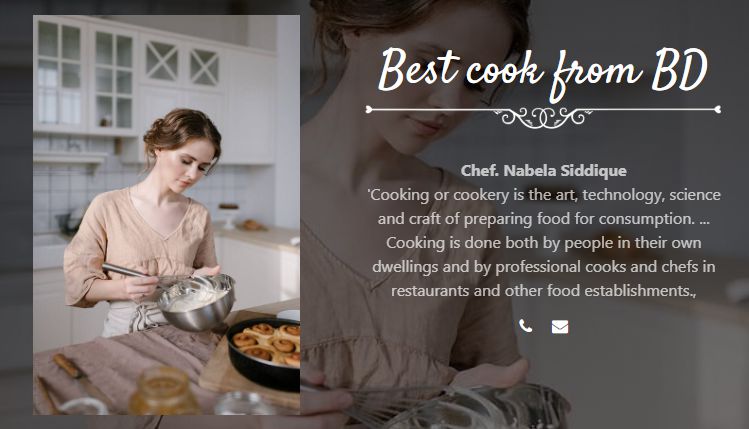 Best cook from BD
Chef. Nabela Siddique
'Cooking or cookery is the art, technology, science
and craft of preparing food for consumption. ...
Cooking is done both by people in their own
dwellings and by professional cooks and chefs in
restaurants and other food establishments.,